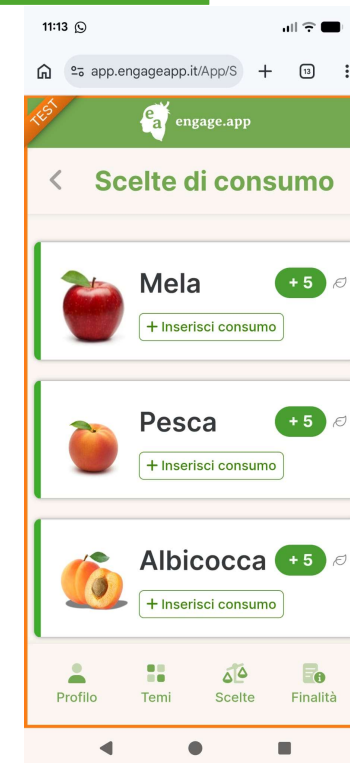 11:13
app.engageapp.it/App/S
13
TEST
ea engage.app
Scelte di consumo
Mela
+ 5
+ Inserisci consumo
Pesca
+ 5
+ Inserisci consumo
Albicocca
+ 5
+ Inserisci consumo
Profilo Temi Scelte Finalità